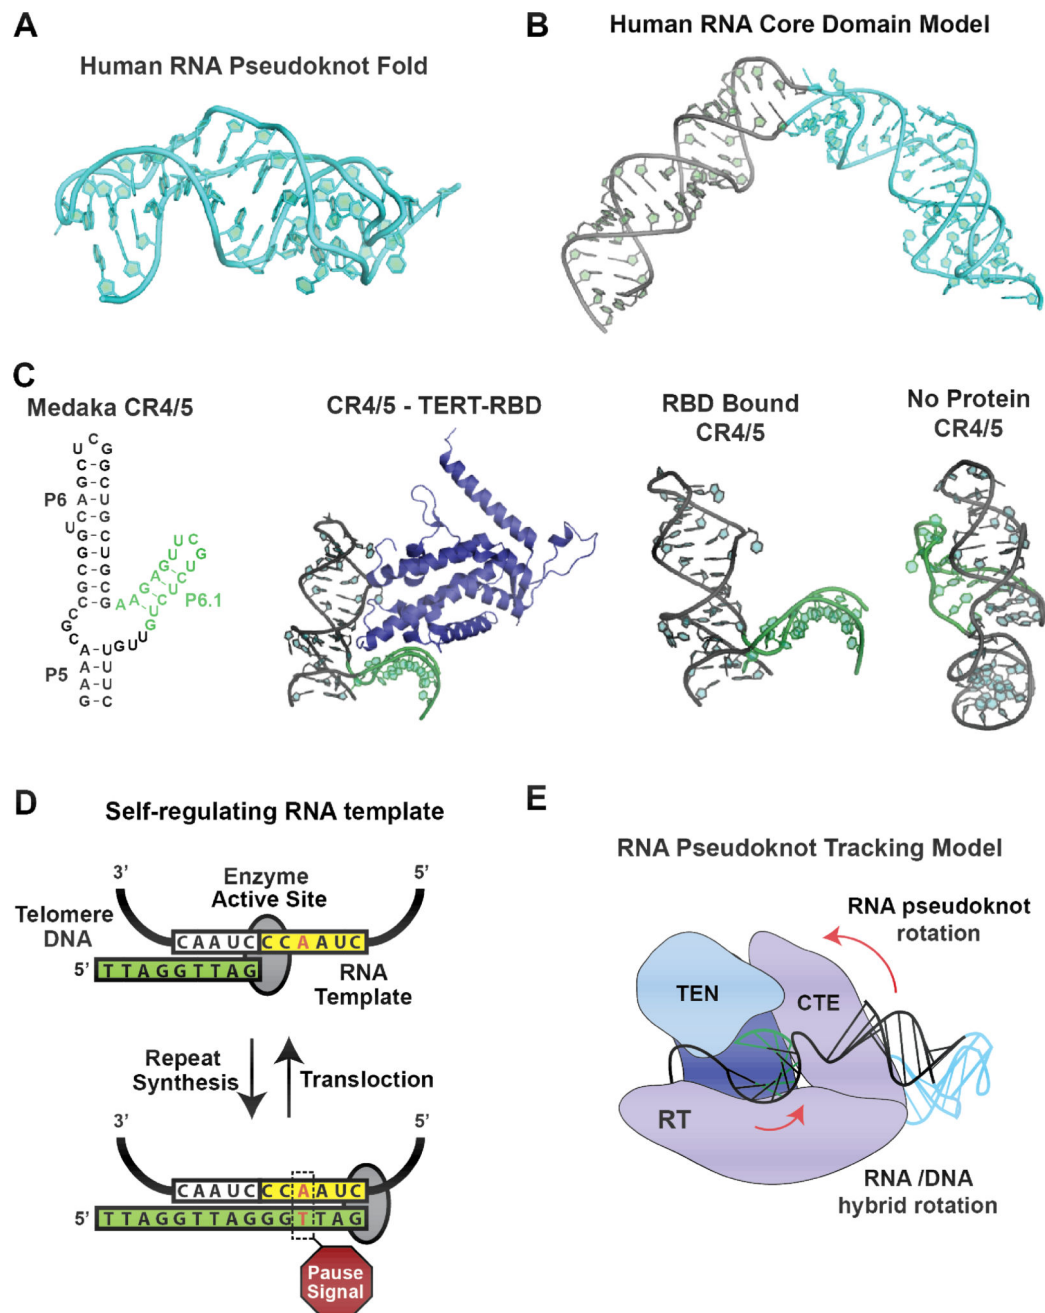 A
Human RNA Pseudoknot Fold
B
Human RNA Core Domain Model
C
Medaka CR4/5
P6
P6.1
P5
CR4/5 - TERT-RBD
RBD Bound
CR4/5
No Protein
CR4/5
D
Self-regulating RNA template
3’
5’
Enzyme
Active Site
Telomere
DNA
CAAUCCCAAUC
5’
TTAGGTTAG
RNA
Template
Repeat
Synthesis
Transloction
3’
5’
CAAUCCCAAUC
5’
TTAGGTTAGGGTTAG
Pause
Signal
E
RNA Pseudoknot Tracking Model
RNA pseudoknot
rotation
TEN
CTE
RT
RNA /DNA
hybrid rotation